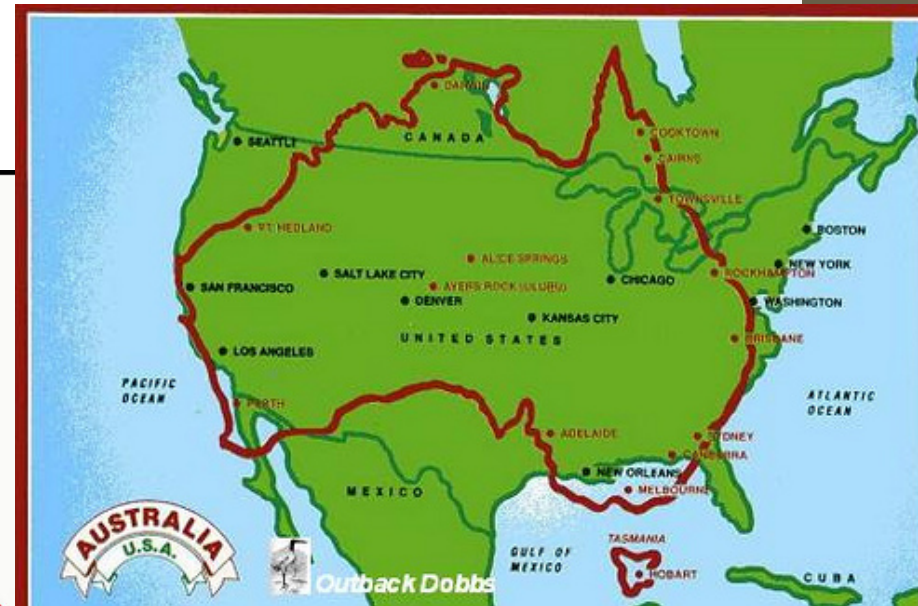 DARWIN
CANADA
COOKTOWN
SEATTLE
CAIRNS
TOWNSVILLE
PT. HEDLAND
BOSTON
ALICE SPRINGS
NEW YORK
SALT LAKE CITY
CHICAGO
ROCKHAMPTON
SAN FRANCISCO
AYERS ROCK (ULURU)
DENVER
WASHINGTON
KANSAS CITY
UNITED STATES
BRISBANE
LOS ANGELES
PACIFIC
OCEAN
ATLANTIC
OCEAN
PERTH
ADELAIDE
SYDNEY
CANBERRA
NEW ORLEANS
MELBOURNE
MEXICO
AUSTRALIA
U.S.A.
TASMANIA
GULF OF
MEXICO
HOBART
CUBA
Outback Dobbs